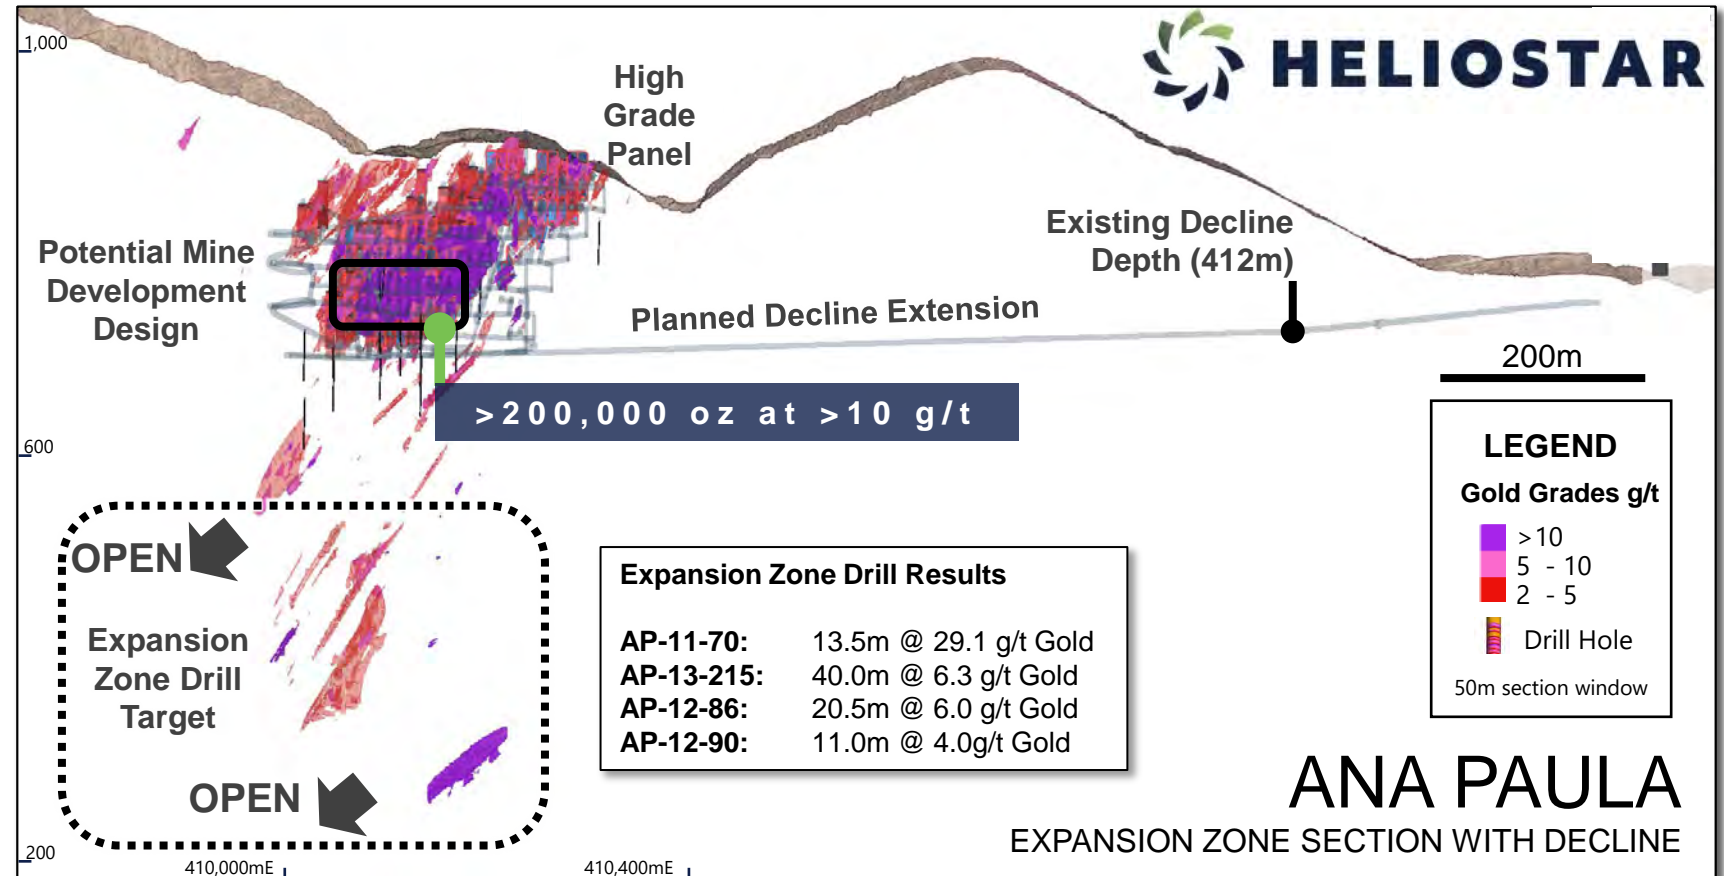 1,000
HELIOSTAR
High
Grade
Panel
Existing Decline
Depth (412m)
Potential Mine
Development
Design
Planned Decline Extension
200m
>200,000 oz at >10 g/t
600
LEGEND
Gold Grades g/t
>10
5 - 10
2 - 5
Drill Hole
50m section window
OPEN
Expansion
Zone Drill
Target
OPEN
Expansion Zone Drill Results
AP-11-70: 13.5m @ 29.1 g/t Gold
AP-13-215: 40.0m @ 6.3 g/t Gold
AP-12-86: 20.5m @ 6.0 g/t Gold
AP-12-90: 11.0m @ 4.0g/t Gold
ANA PAULA
EXPANSION ZONE SECTION WITH DECLINE
200
410,000mE
410,400mE